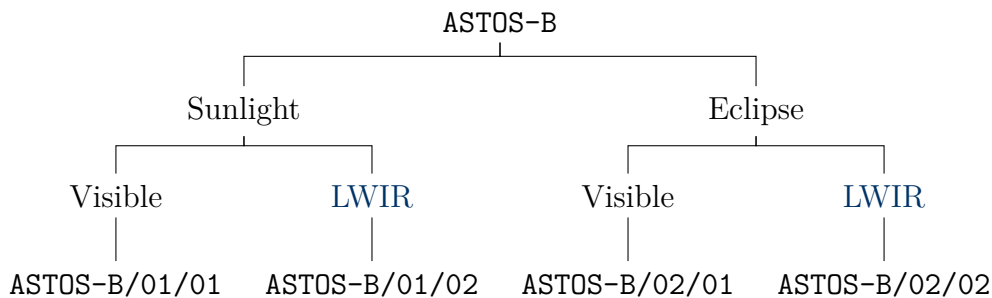 ASTOS-B
Sunlight Eclipse
Visible LWIR Visible LWIR
ASTOS-B/01/01 ASTOS-B/01/02 ASTOS-B/02/01 ASTOS-B/02/02